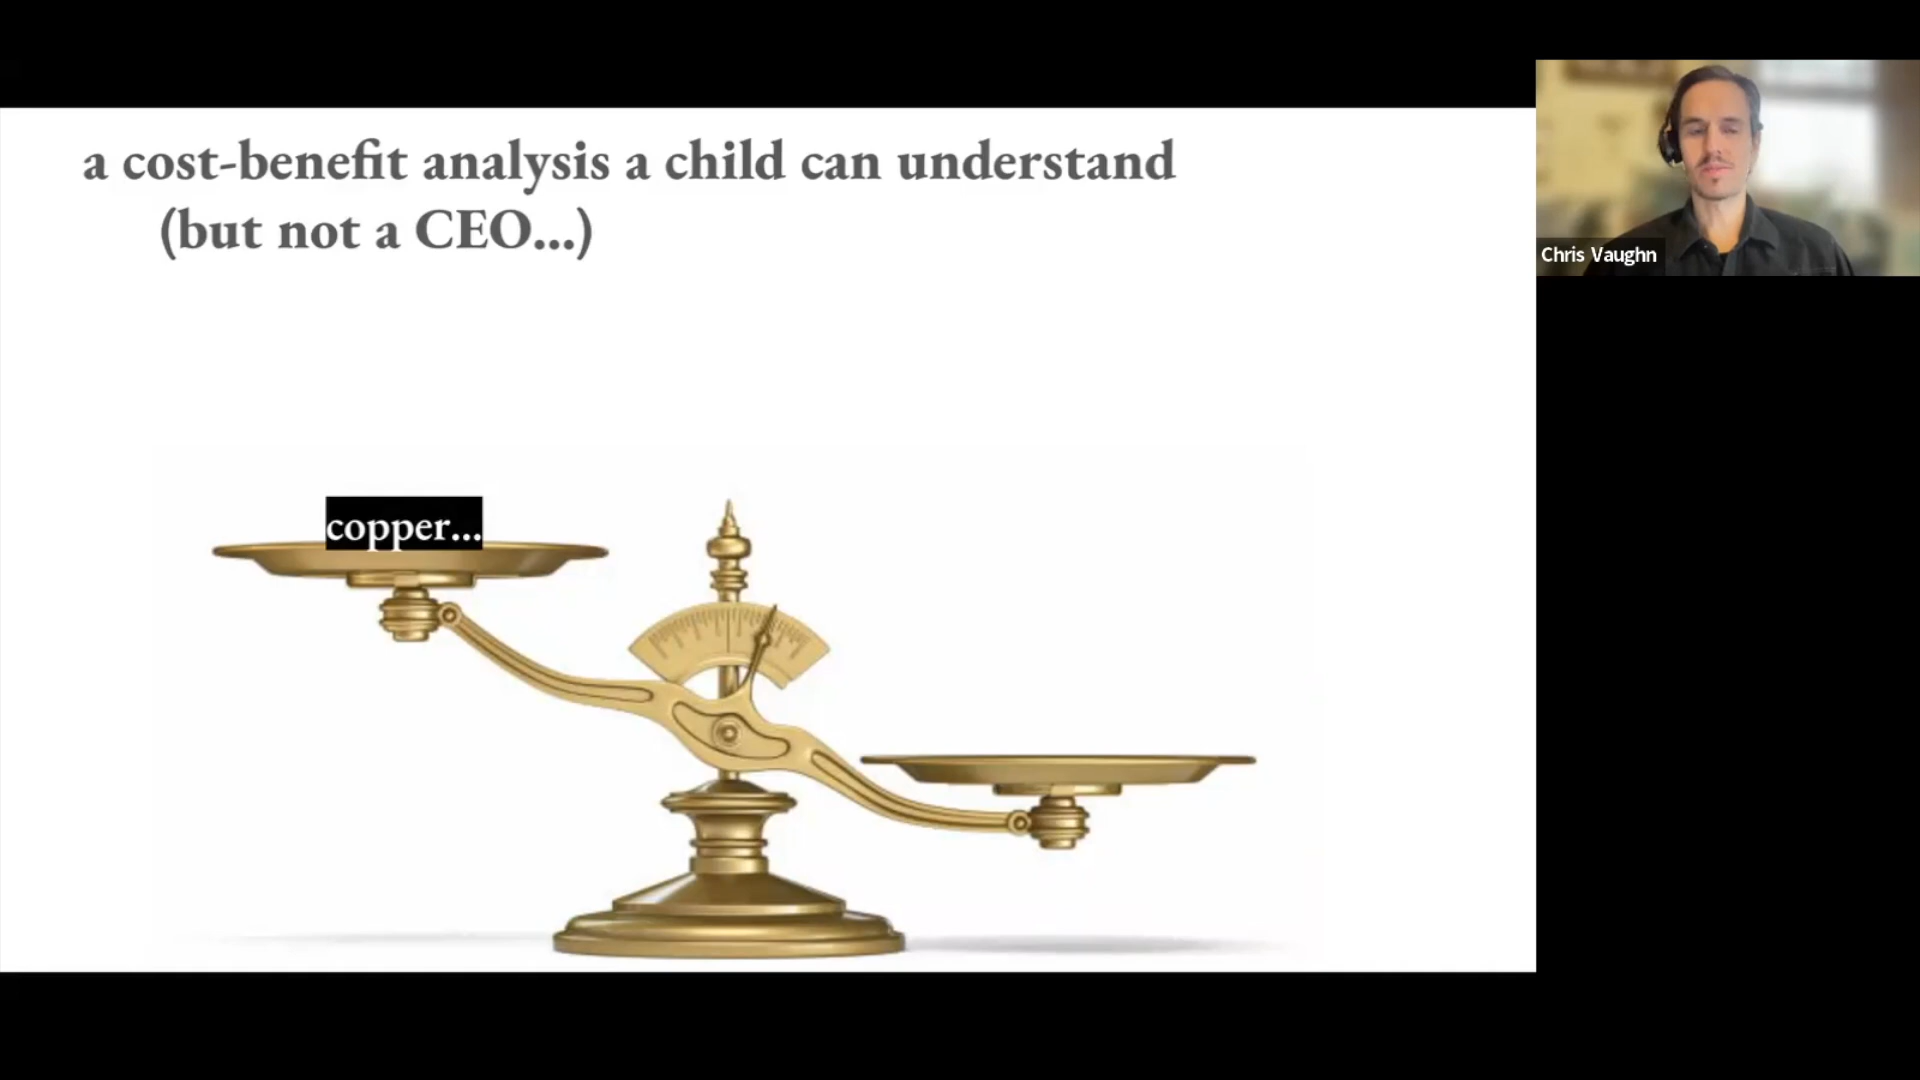 a cost-benefit analysis a child can understand
(but not a CEO...)
copper...
Chris Vaughn